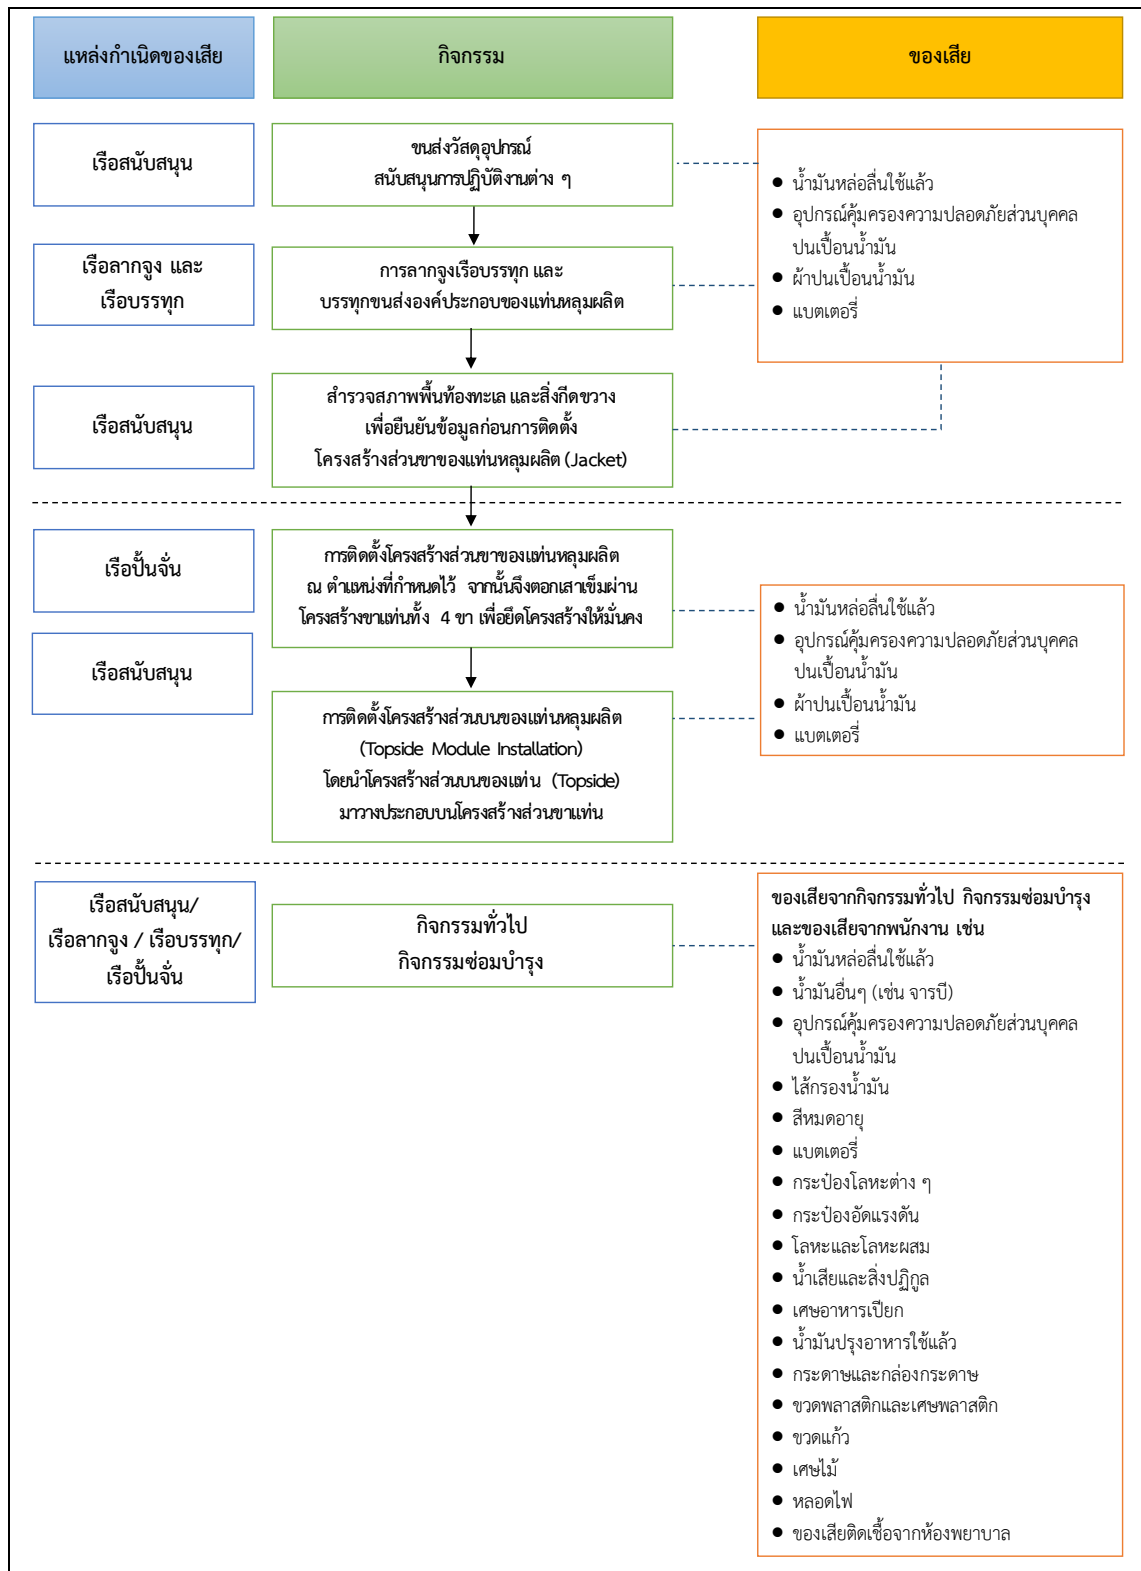 แหล่งกำเนิดของเสีย
กิจกรรม
ของเสีย
เรือสนับสนุน
ขนส่งวัสดุอุปกรณ์
สนับสนุนการปฏิบัติงานต่าง ๆ
● น้ำมันหล่อลื่นใช้แล้ว
● อุปกรณ์คุ้มครองความปลอดภัยส่วนบุคคล
ปนเปื้อนน้ำมัน
● ผ้าปนเปื้อนน้ำมัน
● แบตเตอรี่
เรือลากจูง และ
เรือบรรทุก
การลากจูงเรือบรรทุก และ
บรรทุกขนส่งองค์ประกอบของแท่นหลุมผลิต
เรือสนับสนุน
สำรวจสภาพพื้นท้องทะเล และสิ่งกีดขวาง
เพื่อยืนยันข้อมูลก่อนการติดตั้ง
โครงสร้างส่วนขาของแท่นหลุมผลิต (Jacket)
เรือปั้นจั่น
การติดตั้งโครงสร้างส่วนขาของแท่นหลุมผลิต
ณ ตำแหน่งที่กำหนดไว้ จากนั้นจึงตอกเสาเข็มผ่าน
โครงสร้างขาแท่นทั้ง 4 ขา เพื่อยึดโครงสร้างให้มั่นคง
● น้ำมันหล่อลื่นใช้แล้ว
● อุปกรณ์คุ้มครองความปลอดภัยส่วนบุคคล
ปนเปื้อนน้ำมัน
● ผ้าปนเปื้อนน้ำมัน
● แบตเตอรี่
เรือสนับสนุน
การติดตั้งโครงสร้างส่วนบนของแท่นหลุมผลิต
(Topside Module Installation)
โดยนำโครงสร้างส่วนบนของแท่น (Topside)
มาวางประกอบบนโครงสร้างส่วนขาแท่น
เรือสนับสนุน/
เรือลากจูง / เรือบรรทุก/
เรือปั้นจั่น
กิจกรรมทั่วไป
กิจกรรมซ่อมบำรุง
ของเสียจากกิจกรรมทั่วไป กิจกรรมซ่อมบำรุง
และของเสียจากพนักงาน เช่น
● น้ำมันหล่อลื่นใช้แล้ว
● น้ำมันอื่นๆ (เช่น จารบี)
● อุปกรณ์คุ้มครองความปลอดภัยส่วนบุคคล
ปนเปื้อนน้ำมัน
● ไส้กรองน้ำมัน
● สีหมดอายุ
● แบตเตอรี่
● กระป๋องโลหะต่าง ๆ
● กระป๋องอัดแรงดัน
● โลหะและโลหะผสม
● น้ำเสียและสิ่งปฏิกูล
● เศษอาหารเปียก
● น้ำมันปรุงอาหารใช้แล้ว
● กระดาษและกล่องกระดาษ
● ขวดพลาสติกและเศษพลาสติก
● ขวดแก้ว
● เศษไม้
● หลอดไฟ
● ของเสียติดเชื้อจากห้องพยาบาล